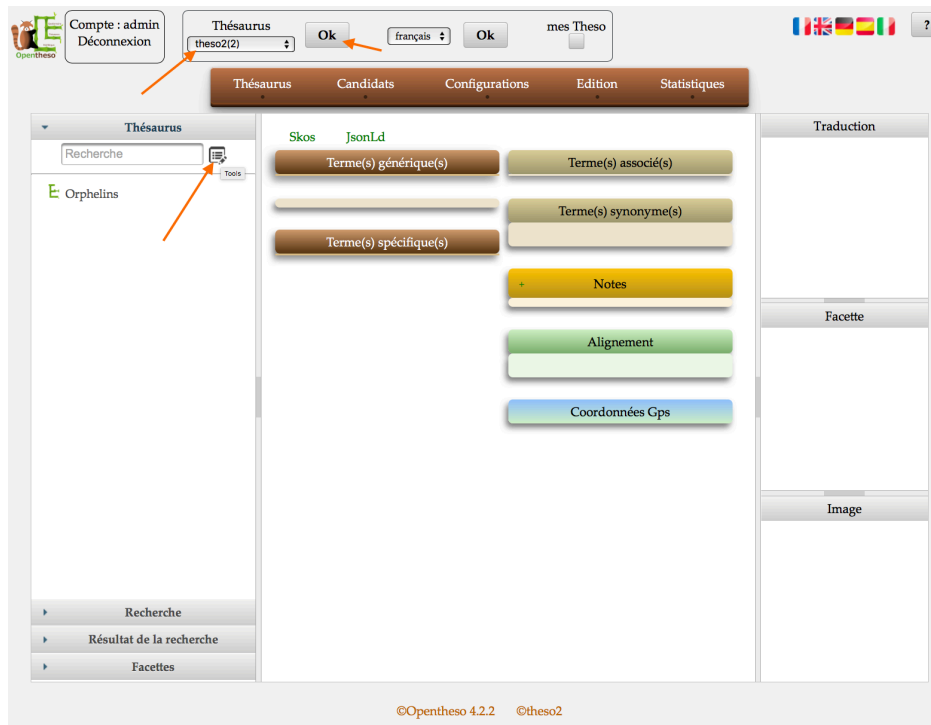 Opentheso
Compte : admin
Déconnexion
Thésaurus
theso2(2)
Ok
français
Ok
mes Theso
?
Thésaurus
Candidats
Configurations
Edition
Statistiques
Thésaurus
Recherche
Tools
Orphelins
Recherche
Résultat de la recherche
Facettes
Skos JsonLd
Terme(s) générique(s)
Terme(s) spécifique(s)
Terme(s) associé(s)
Terme(s) synonyme(s)
+ Notes
Alignement
Coordonnées Gps
Traduction
Facette
Image
©Opentheso 4.2.2 ©theso2